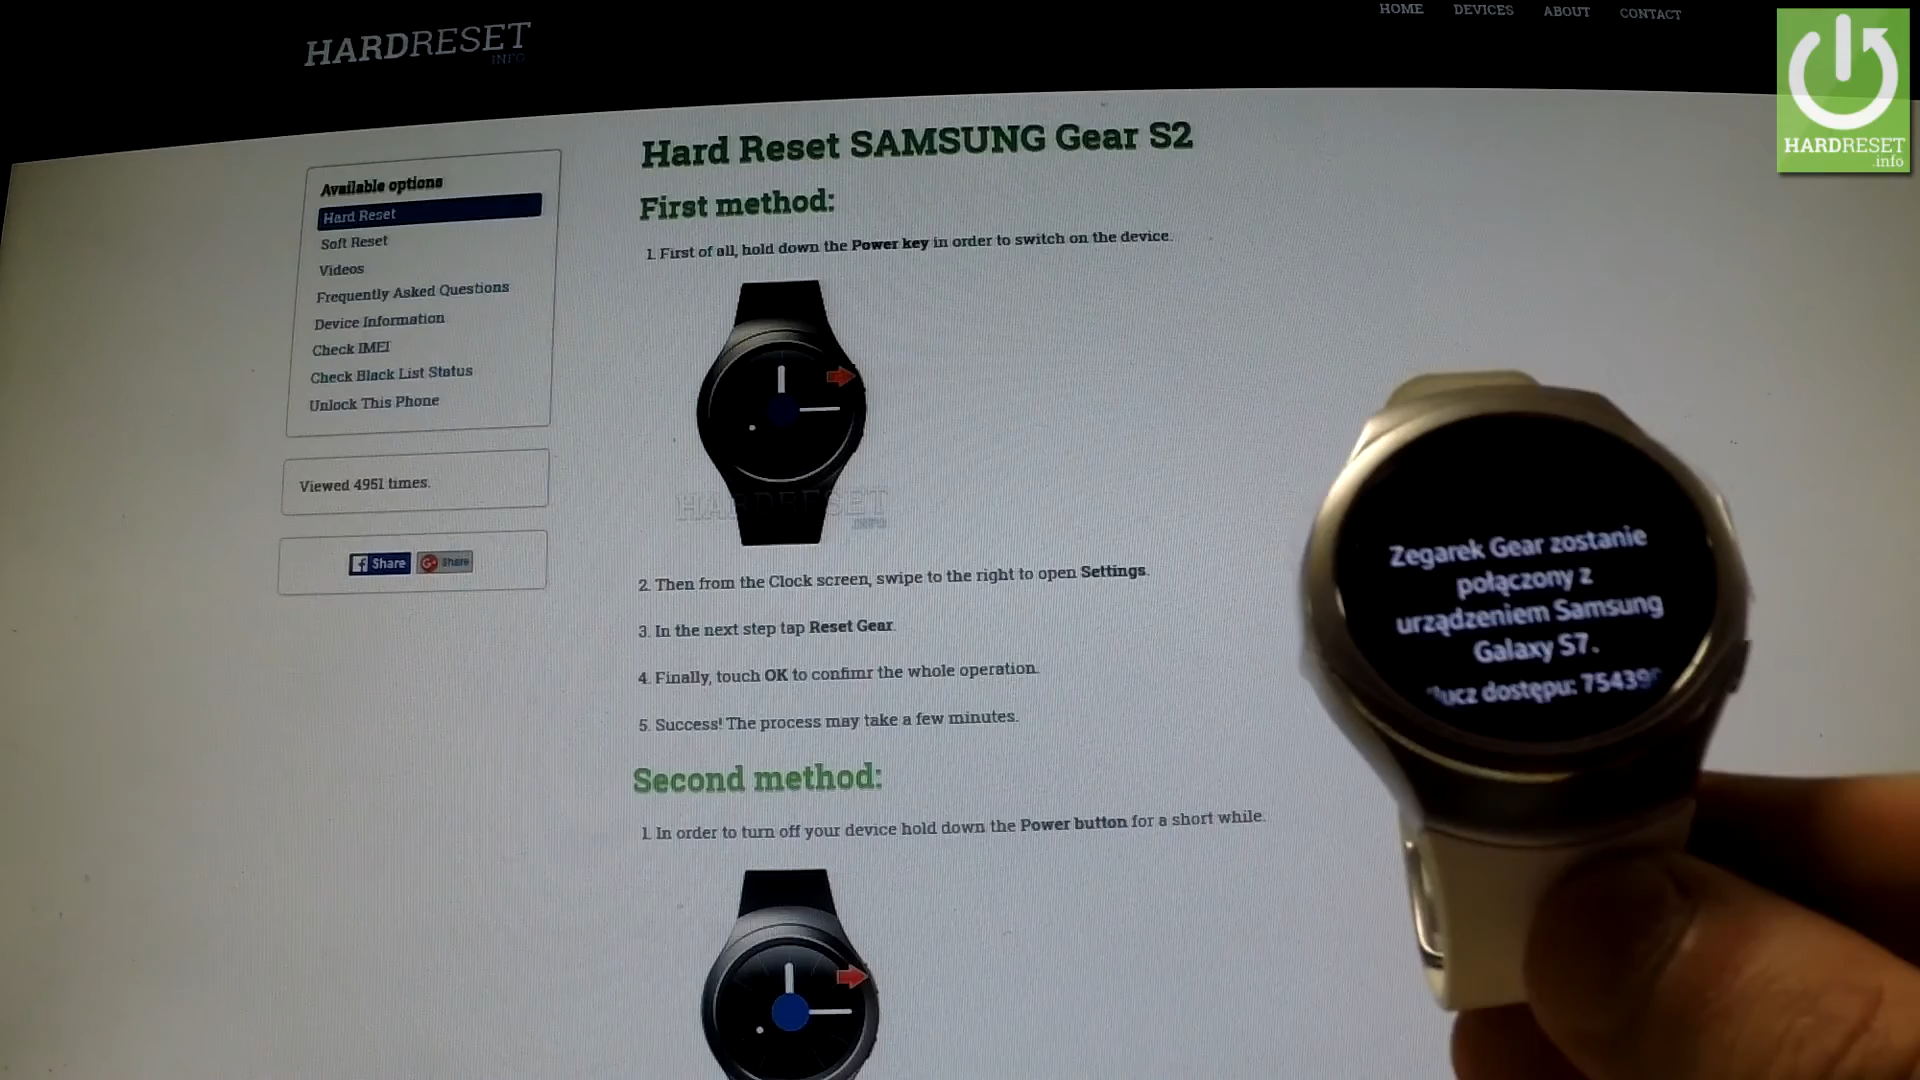 HARDRESET
INFO
HOME DEVICES ABOUT CONTACT
HARDRESET
.info
Available options
Hard Reset
Soft Reset
Videos
Frequently Asked Questions
Device Information
Check IMEI
Check Black List Status
Unlock This Phone
Viewed 4951 times.
Share
Share
Hard Reset SAMSUNG Gear S2
First method:
1. First of all, hold down the Power key in order to switch on the device.
HARDRESET
INFO
2. Then from the Clock screen, swipe to the right to open Settings.
3. In the next step tap Reset Gear.
4. Finally, touch OK to confimr the whole operation.
5. Success! The process may take a few minutes.
Second method:
1. In order to turn off your device hold down the Power button for a short while.
Zegarek Gear zostanie
połączony z
urządzeniem Samsung
Galaxy S7.
dostępu: